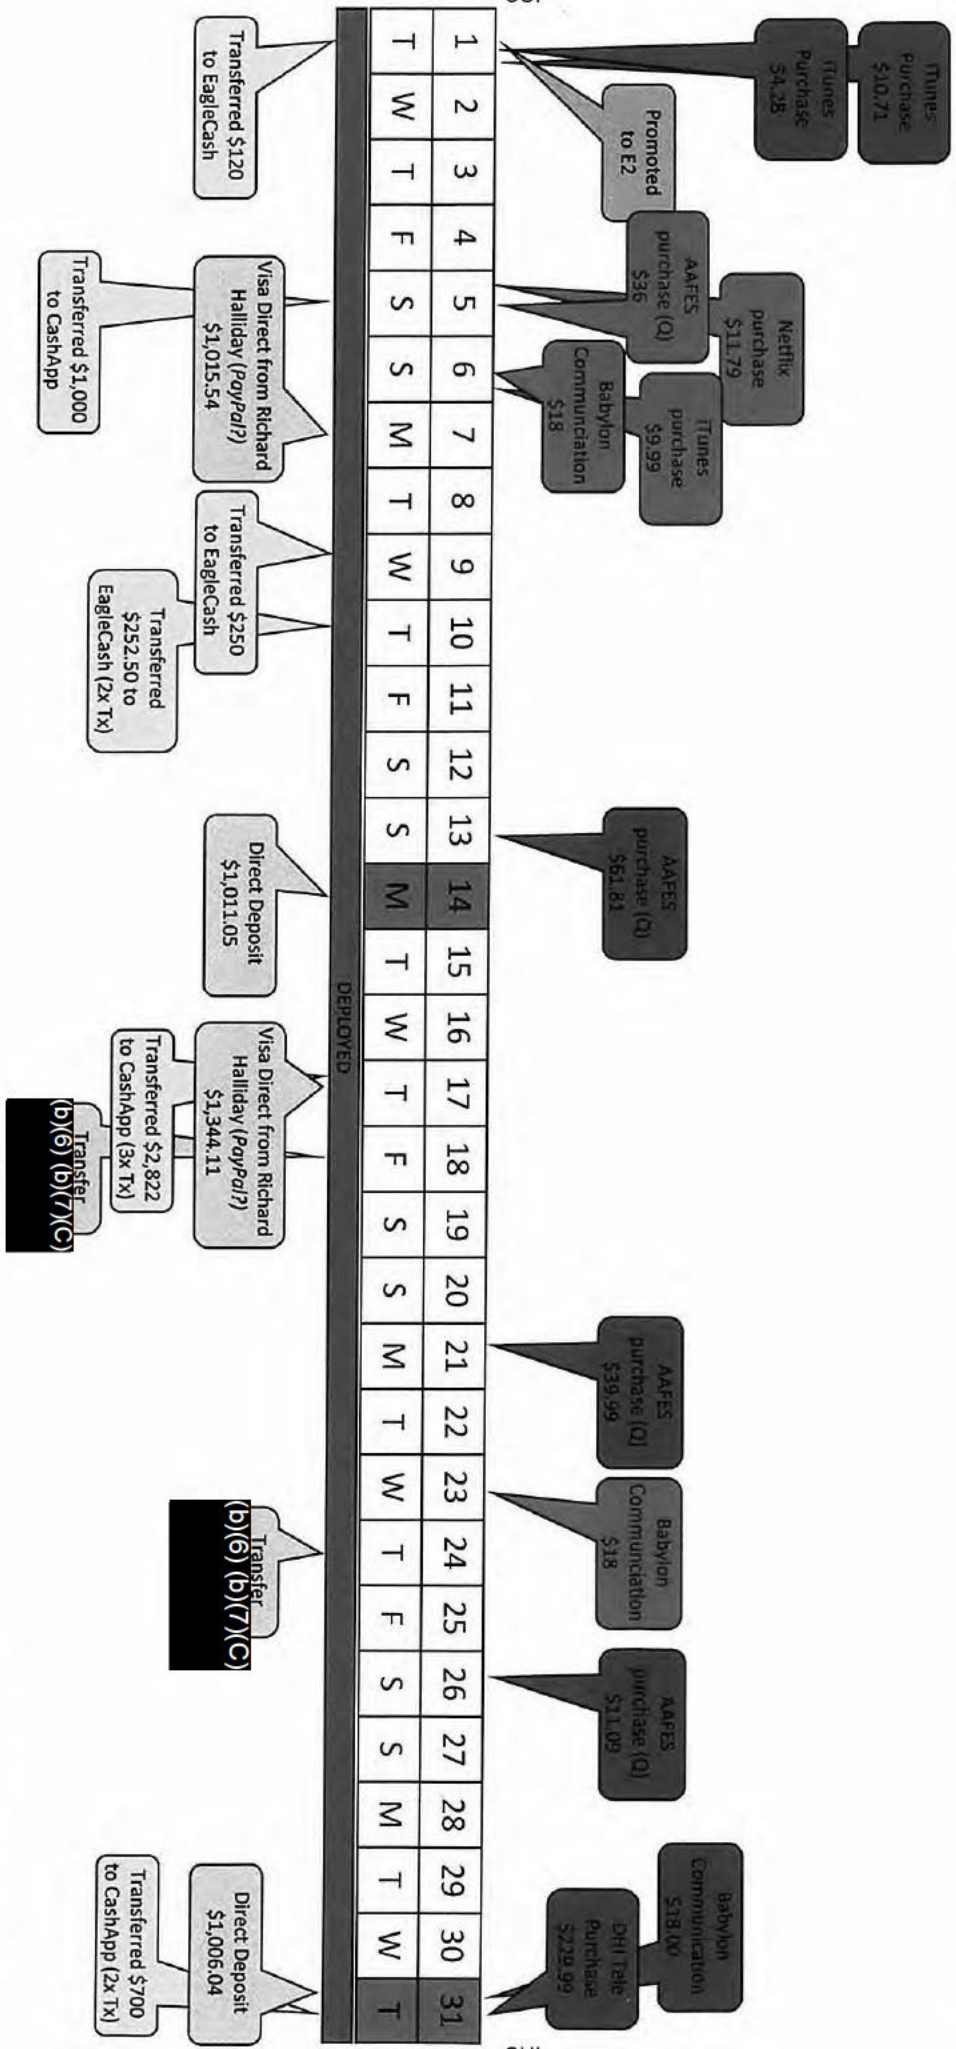 iTunes
Purchase
$10.71
iTunes
Purchase
$4.28
Promoted
to E2
Netflix
purchase
$11.79
AAFES
purchase (Q)
$36
iTunes
purchase
$9.99
Babylon
Communciation
$18
AAFES
purchase (Q)
$61.81
AAFES
purchase (Q)
$39.99
Babylon
Communciation
$18
AAFES
purchase (Q)
$11.09
Babylon
Communication
$18.00
DHI Tele
Purchase
$229.99
1 2 3 4 5 6 7 8 9 10 11 12 13 14 15 16 17 18 19 20 21 22 23 24 25 26 27 28 29 30 31
T W T F S S M T W T F S S M T W T F S S M T W T F S S M T W T
DEPLOYED
Transferred $120
to EagleCash
Visa Direct from Richard
Halliday (PayPal?)
$1,015.54
Transferred $1,000
to CashApp
Transferred $250
to EagleCash
Transferred
$252.50 to
EagleCash (2x Tx)
Direct Deposit
$1,011.05
Visa Direct from Richard
Halliday (PayPal?)
$1,344.11
Transferred $2,822
to CashApp (3x Tx)
Transfer
(b)(6) (b)(7)(C)
Transfer
(b)(6) (b)(7)(C)
Direct Deposit
$1,006.04
Transferred $700
to CashApp (2x Tx)